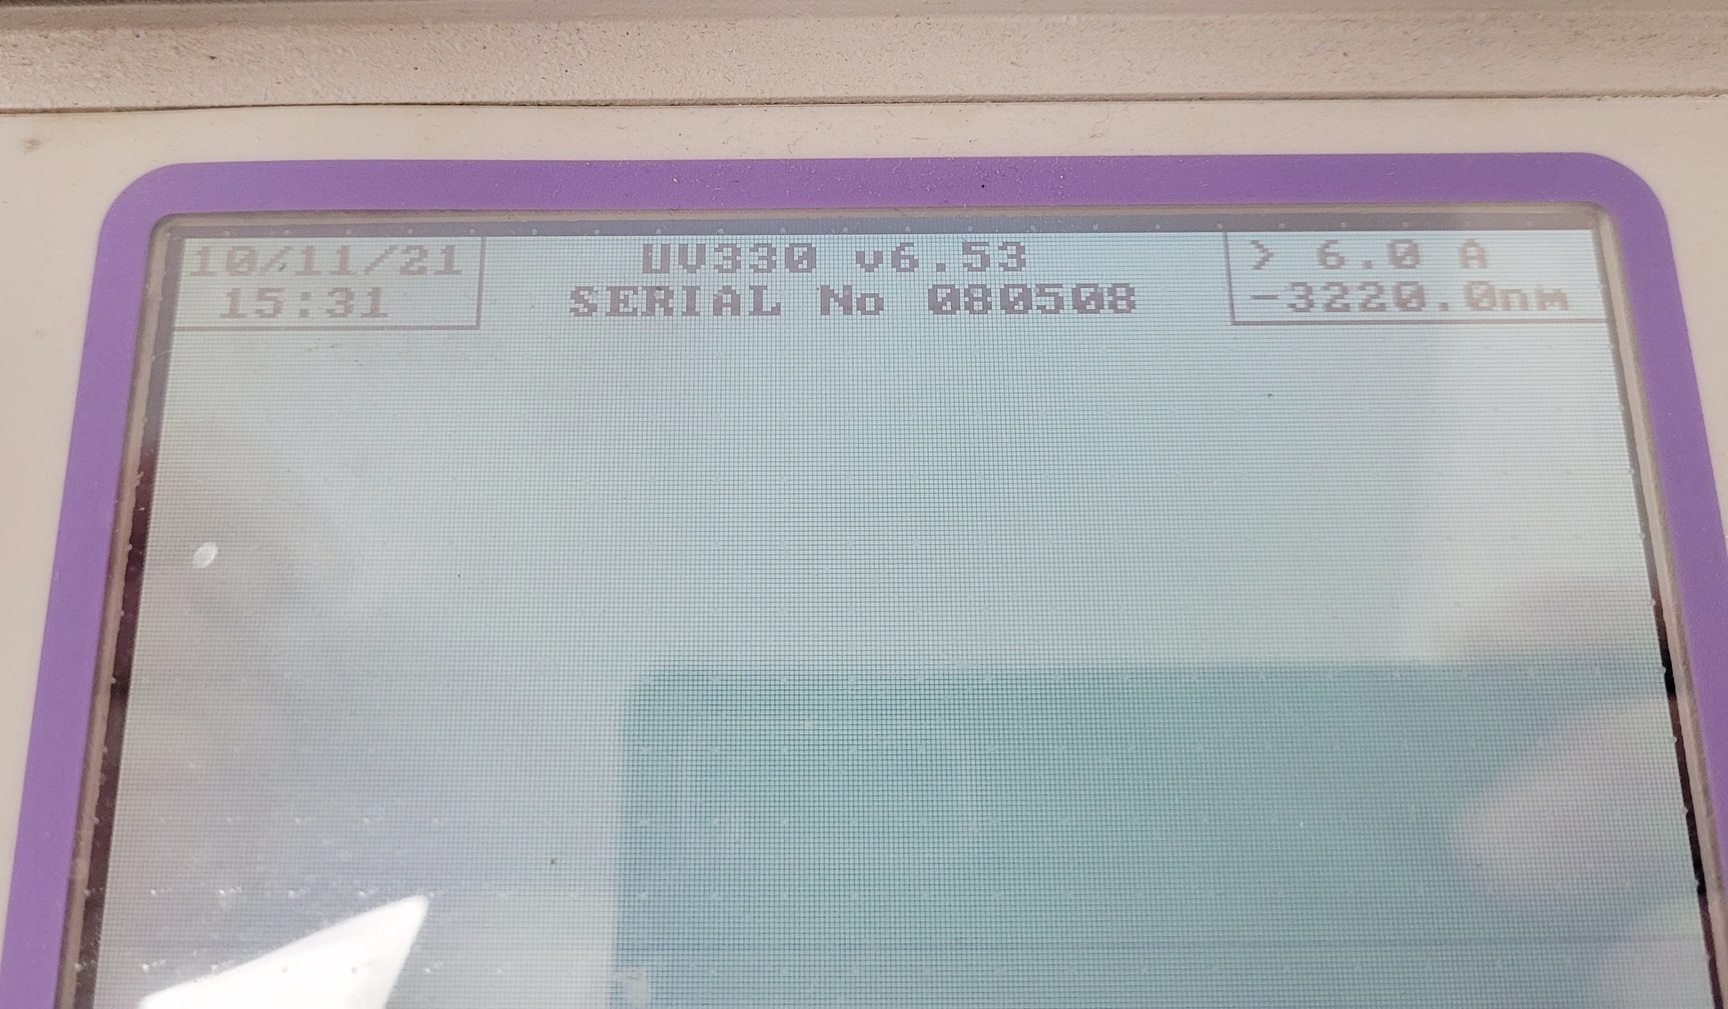 10/11/21
15:31
UV330 v6.53
SERIAL No 080508
> 6.0 A
-3220.0nm